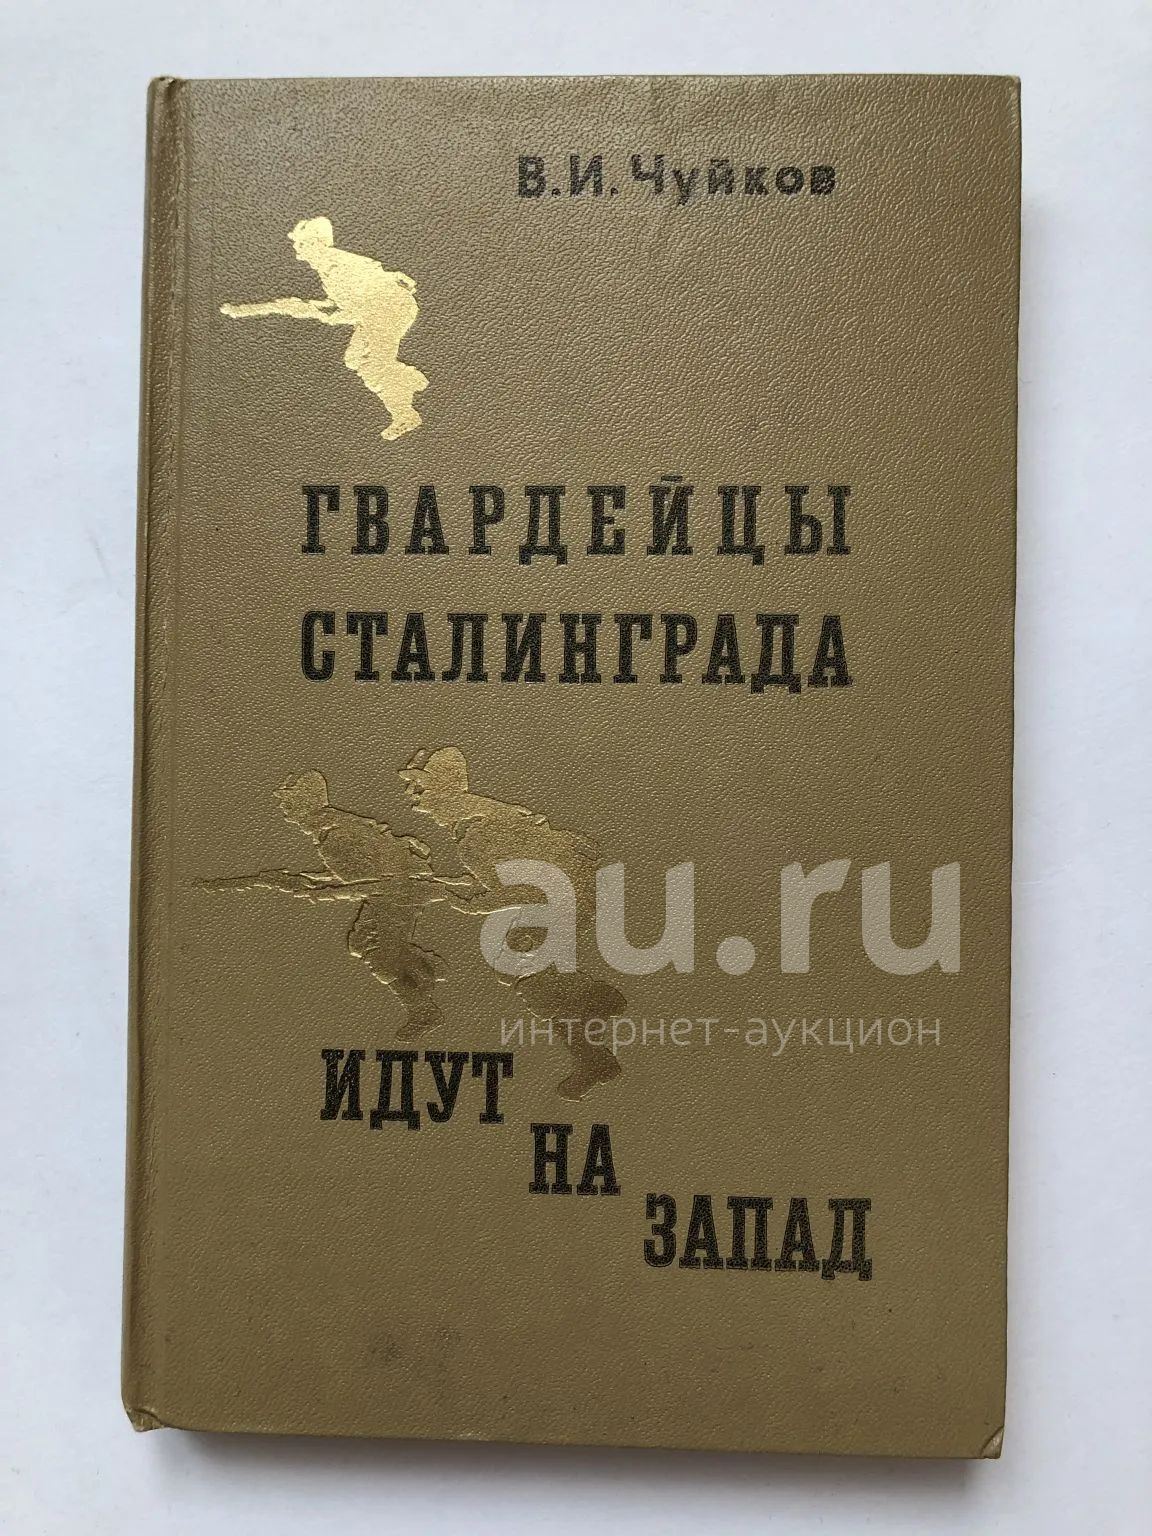 В.И. Чуйков
ГВАРДЕЙЦЫ
СТАЛИНГРАДА
au.ru
интернет-аукцион
ИДУТ
НА
ЗАПАД